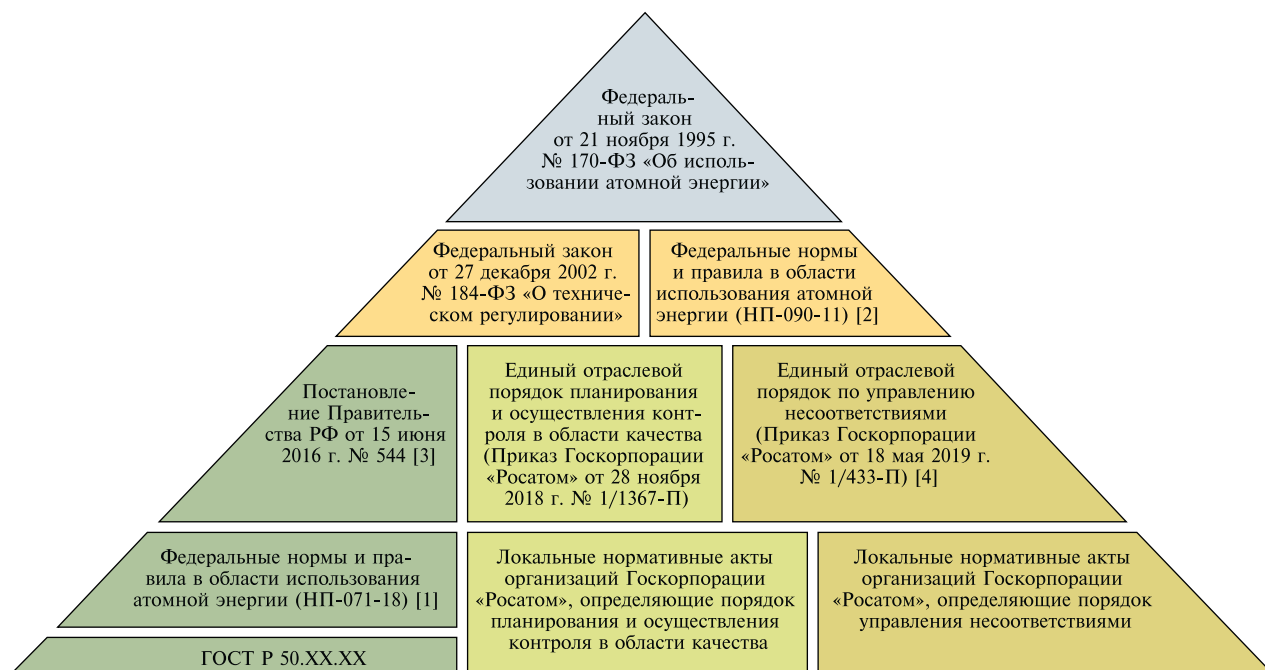 Федераль-
ный закон
от 21 ноября 1995 г.
№ 170-ФЗ «Об исполь-
зовании атомной энергии»
Федеральный закон
от 27 декабря 2002 г.
№ 184-ФЗ «О техниче-
ском регулировании»
Федеральные нормы
и правила в области
использования атомной
энергии (НП-090-11) [2]
Постановле-
ние Правитель-
ства РФ от 15 июня
2016 г. № 544 [3]
Единый отраслевой
порядок планирования
и осуществления конт-
роля в области качества
(Приказ Госкорпорации
«Росатом» от 28 ноября
2018 г. № 1/1367-П)
Единый отраслевой
порядок по управлению
несоответствиями
(Приказ Госкорпорации
«Росатом» от 18 мая 2019 г.
№ 1/433-П) [4]
Федеральные нормы и пра-
вила в области использования
атомной энергии (НП-071-18) [1]
Локальные нормативные акты
организаций Госкорпорации
«Росатом», определяющие порядок
планирования и осуществления
контроля в области качества
Локальные нормативные акты
организаций Госкорпорации
«Росатом», определяющие порядок
управления несоответствиями
ГОСТ Р 50.XX.XX